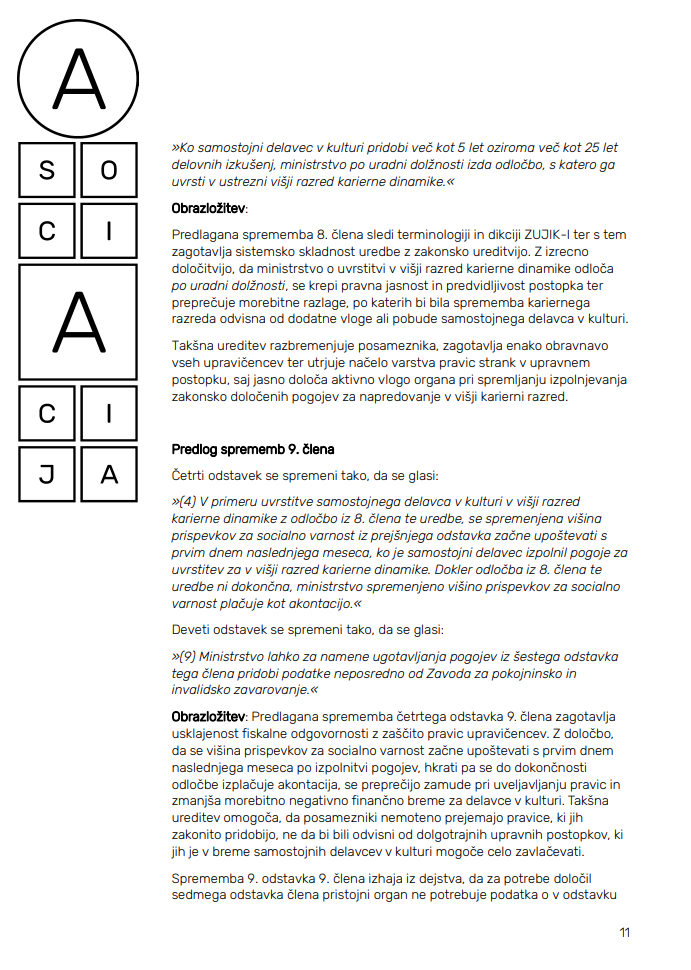 A
S O
C I
A
C I
J A
»Ko samostojni delavec v kulturi pridobi več kot 5 let oziroma več kot 25 let
delovnih izkušenj, ministrstvo po uradni dolžnosti izda odločbo, s katero ga
uvrsti v ustrezni višji razred karierne dinamike.«
Obrazložitev:
Predlagana sprememba 8. člena sledi terminologiji in dikciji ZUJIK-I ter s tem
zagotavlja sistemsko skladnost uredbe z zakonsko ureditvijo. Z izrecno
določitvijo, da ministrstvo o uvrstitvi v višji razred karierne dinamike odloča
po uradni dolžnosti, se krepi pravna jasnost in predvidljivost postopka ter
preprečuje morebitne razlage, po katerih bi bila sprememba kariernega
razreda odvisna od dodatne vloge ali pobude samostojnega delavca v kulturi.
Takšna ureditev razbremenjuje posameznika, zagotavlja enako obravnavo
vseh upravičencev ter utrjuje načelo varstva pravic strank v upravnem
postopku, saj jasno določa aktivno vlogo organa pri spremljanju izpolnjevanja
zakonsko določenih pogojev za napredovanje v višji karierni razred.
Predlog sprememb 9. člena
Četrti odstavek se spremeni tako, da se glasi:
»(4) V primeru uvrstitve samostojnega delavca v kulturi v višji razred
karierne dinamike z odločbo iz 8. člena te uredbe, se spremenjena višina
prispevkov za socialno varnost iz prejšnjega odstavka začne upoštevati s
prvim dnem naslednjega meseca, ko je samostojni delavec izpolnil pogoje za
uvrstitev za v višji razred karierne dinamike. Dokler odločba iz 8. člena te
uredbe ni dokončna, ministrstvo spremenjeno višino prispevkov za socialno
varnost plačuje kot akontacijo.«
Deveti odstavek se spremeni tako, da se glasi:
»(9) Ministrstvo lahko za namene ugotavljanja pogojev iz šestega odstavka
tega člena pridobi podatke neposredno od Zavoda za pokojninsko in
invalidsko zavarovanje.«
Obrazložitev: Predlagana sprememba četrtega odstavka 9. člena zagotavlja
usklajenost fiskalne odgovornosti z zaščito pravic upravičencev. Z določbo,
da se višina prispevkov za socialno varnost začne upoštevati s prvim dnem
naslednjega meseca po izpolnitvi pogojev, hkrati pa se do dokončnosti
odločbe izplačuje akontacija, se preprečijo zamude pri uveljavljanju pravic in
zmanjša morebitno negativno finančno breme za delavce v kulturi. Takšna
ureditev omogoča, da posamezniki nemoteno prejemajo pravice, ki jih
zakonito pridobijo, ne da bi bili odvisni od dolgotrajnih upravnih postopkov, ki
jih je v breme samostojnih delavcev v kulturi mogoče celo zavlačevati.
Sprememba 9. odstavka 9. člena izhaja iz dejstva, da za potrebe določil
sedmega odstavka člena pristojni organ ne potrebuje podatka o v odstavku
11